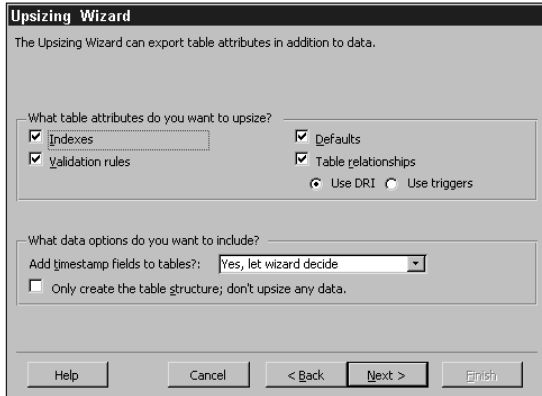 Upsizing Wizard
The Upsizing Wizard can export table attributes in addition to data.
What table attributes do you want to upsize?
Indexes
Defaults
Validation rules
Table relationships
Use DRI
Use triggers
What data options do you want to include?
Add timestamp fields to tables?: Yes, let wizard decide
Only create the table structure; don't upsize any data.
Help
Cancel
< Back
Next >
Finish